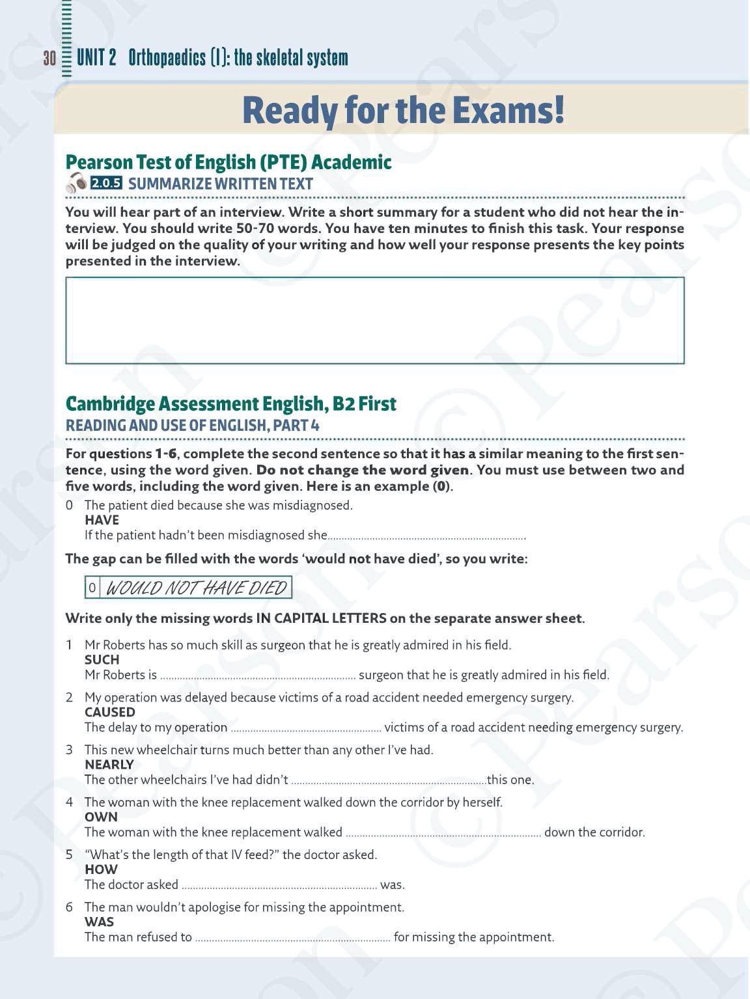 30 UNIT 2 Orthopaedics (I): the skeletal system
Ready for the Exams!
Pearson Test of English (PTE) Academic
2.0.5 SUMMARIZE WRITTEN TEXT
You will hear part of an interview. Write a short summary for a student who did not hear the in-
terview. You should write 50-70 words. You have ten minutes to finish this task. Your response
will be judged on the quality of your writing and how well your response presents the key points
presented in the interview.
Cambridge Assessment English, B2 First
READING AND USE OF ENGLISH, PART 4
For questions 1-6, complete the second sentence so that it has a similar meaning to the first sen-
tence, using the word given. Do not change the word given. You must use between two and
five words, including the word given. Here is an example (0).
0 The patient died because she was misdiagnosed.
HAVE
If the patient hadn't been misdiagnosed she.......................................................................
The gap can be filled with the words 'would not have died', so you write:
0 WOULD NOT HAVE DIED
Write only the missing words IN CAPITAL LETTERS on the separate answer sheet.
1 Mr Roberts has so much skill as surgeon that he is greatly admired in his field.
SUCH
Mr Roberts is ...................................................................... surgeon that he is greatly admired in his field.
2 My operation was delayed because victims of a road accident needed emergency surgery.
CAUSED
The delay to my operation ...................................................... victims of a road accident needing emergency surgery.
3 This new wheelchair turns much better than any other I've had.
NEARLY
The other wheelchairs I've had didn't ......................................................................this one.
4 The woman with the knee replacement walked down the corridor by herself.
OWN
The woman with the knee replacement walked ...................................................................... down the corridor.
5 “What's the length of that IV feed?” the doctor asked.
HOW
The doctor asked ...................................................................... was.
6 The man wouldn't apologise for missing the appointment.
WAS
The man refused to ...................................................................... for missing the appointment.
© Pearson
© Pearson
© Pearson
© Pearson